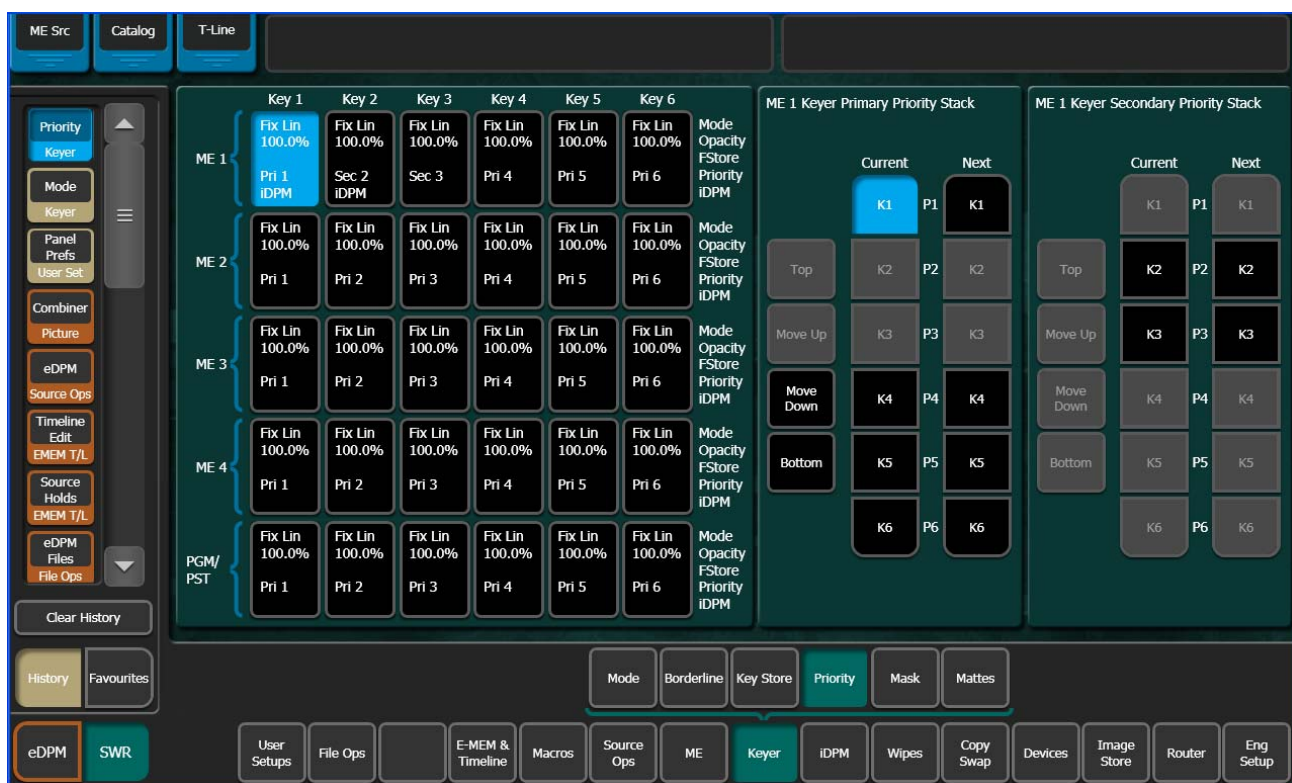 ME Src
Catalog
T-Line
Priority
Keyer
Mode
Keyer
Panel
Prefs
User Set
Combiner
Picture
eDPM
Source Ops
Timeline
Edit
EMEM T/L
Source
Holds
EMEM T/L
eDPM
Files
File Ops
Clear History
History
Favourites
Key 1 Key 2 Key 3 Key 4 Key 5 Key 6
ME 1
Fix Lin Fix Lin Fix Lin Fix Lin Fix Lin Fix Lin Mode
100.0% 100.0% 100.0% 100.0% 100.0% 100.0% Opacity
FStore
Pri 1 Sec 2 Sec 3 Pri 4 Pri 5 Pri 6 Priority
iDPM iDPM iDPM
ME 2
Fix Lin Fix Lin Fix Lin Fix Lin Fix Lin Fix Lin Mode
100.0% 100.0% 100.0% 100.0% 100.0% 100.0% Opacity
FStore
Pri 1 Pri 2 Pri 3 Pri 4 Pri 5 Pri 6 Priority
iDPM
ME 3
Fix Lin Fix Lin Fix Lin Fix Lin Fix Lin Fix Lin Mode
100.0% 100.0% 100.0% 100.0% 100.0% 100.0% Opacity
FStore
Pri 1 Pri 2 Pri 3 Pri 4 Pri 5 Pri 6 Priority
iDPM
ME 4
Fix Lin Fix Lin Fix Lin Fix Lin Fix Lin Fix Lin Mode
100.0% 100.0% 100.0% 100.0% 100.0% 100.0% Opacity
FStore
Pri 1 Pri 2 Pri 3 Pri 4 Pri 5 Pri 6 Priority
iDPM
PGM/
PST
Fix Lin Fix Lin Fix Lin Fix Lin Fix Lin Fix Lin Mode
100.0% 100.0% 100.0% 100.0% 100.0% 100.0% Opacity
FStore
Pri 1 Pri 2 Pri 3 Pri 4 Pri 5 Pri 6 Priority
iDPM
ME 1 Keyer Primary Priority Stack
Current Next
K1 P1 K1
Top K2 P2 K2
Move Up K3 P3 K3
Move
Down
K4 P4 K4
Bottom K5 P5 K5
K6 P6 K6
ME 1 Keyer Secondary Priority Stack
Current Next
K1 P1 K1
Top K2 P2 K2
Move Up K3 P3 K3
Move
Down
K4 P4 K4
Bottom K5 P5 K5
K6 P6 K6
Mode
Borderline
Key Store
Priority
Mask
Mattes
eDPM
SWR
User
Setups
File Ops
E-MEM &
Timeline
Macros
Source
Ops
ME
Keyer
iDPM
Wipes
Copy
Swap
Devices
Image
Store
Router
Eng
Setup